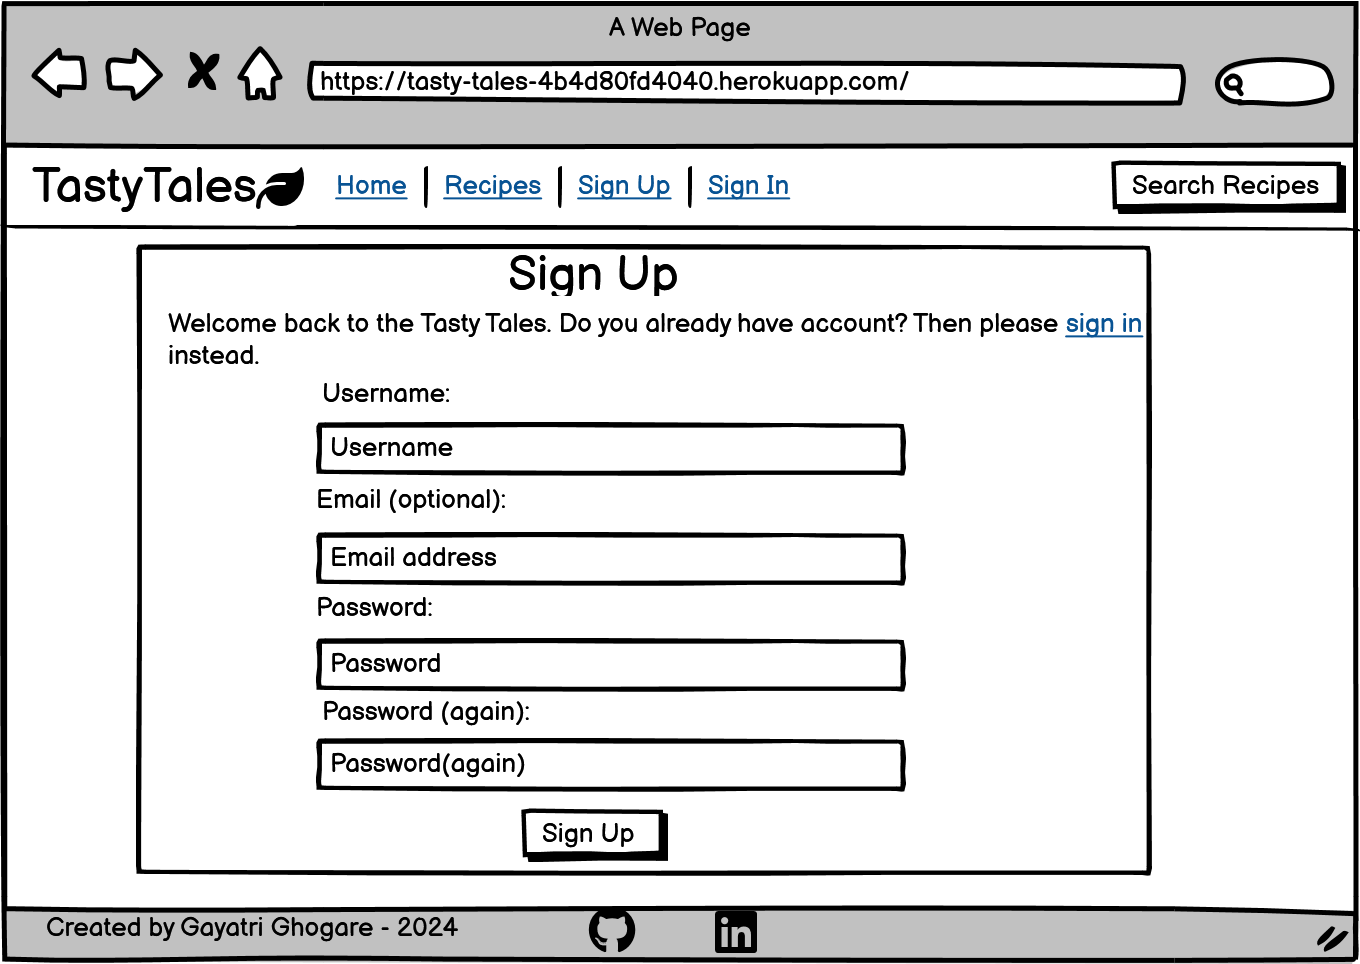 A Web Page
https://tasty-tales-4b4d80fd4040.herokuapp.com/
TastyTales Home Recipes Sign Up Sign In Search Recipes
Sign Up
Welcome back to the Tasty Tales. Do you already have account? Then please sign in
instead.
Username:
Username
Email (optional):
Email address
Password:
Password
Password (again):
Password(again)
Sign Up
Created by Gayatri Ghogare - 2024 in